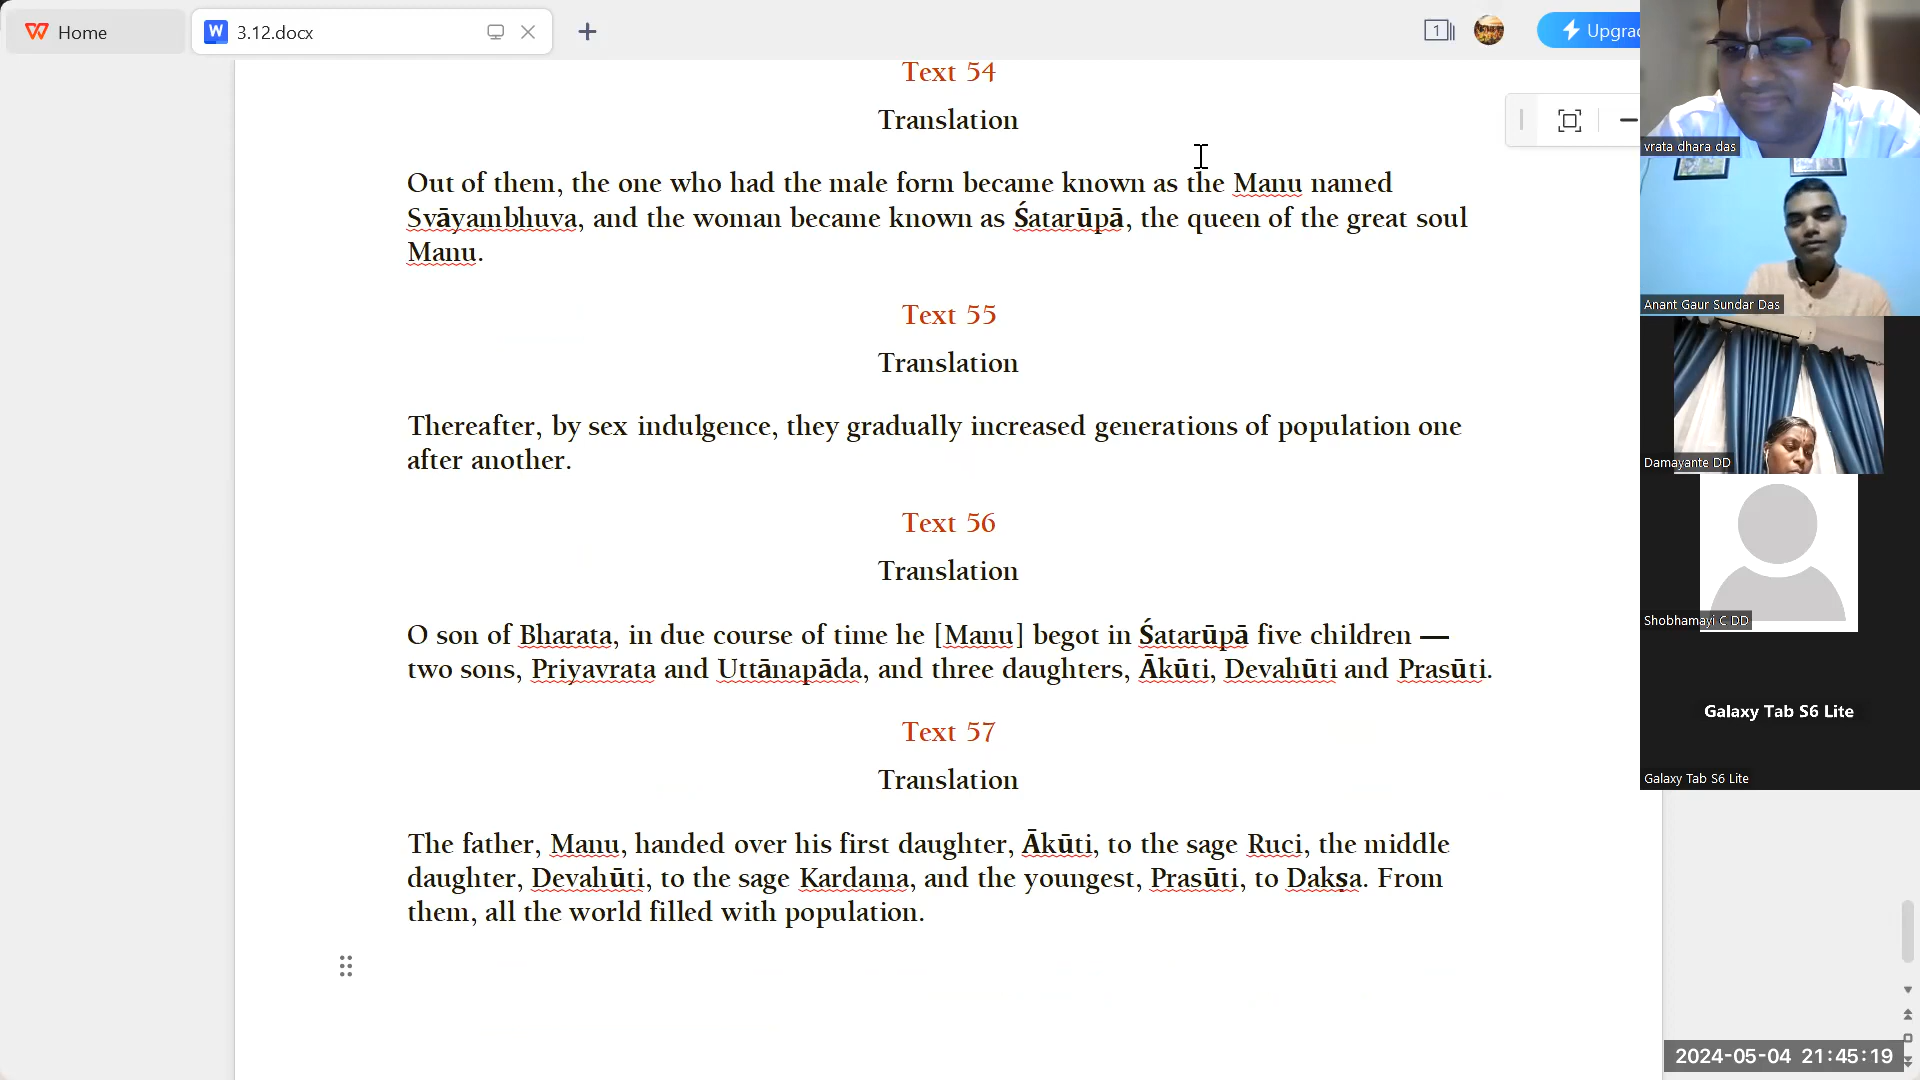 Home
3.12.docx
1
Upgrad
Text 54
Translation
Out of them, the one who had the male form became known as the Manu named
Svāyambhuva, and the woman became known as Śatarūpā, the queen of the great soul
Manu.
Text 55
Translation
Thereafter, by sex indulgence, they gradually increased generations of population one
after another.
Text 56
Translation
O son of Bharata, in due course of time he [Manu] begot in Śatarūpā five children —
two sons, Priyavrata and Uttānapāda, and three daughters, Ākūti, Devahūti and Prasūti.
Text 57
Translation
The father, Manu, handed over his first daughter, Ākūti, to the sage Ruci, the middle
daughter, Devahūti, to the sage Kardama, and the youngest, Prasūti, to Dakṣa. From
them, all the world filled with population.
vrata dhara das
Anant Gaur Sundar Das
Damayante DD
Shobhamayi C DD
Galaxy Tab S6 Lite
Galaxy Tab S6 Lite
2024-05-04 21:45:19